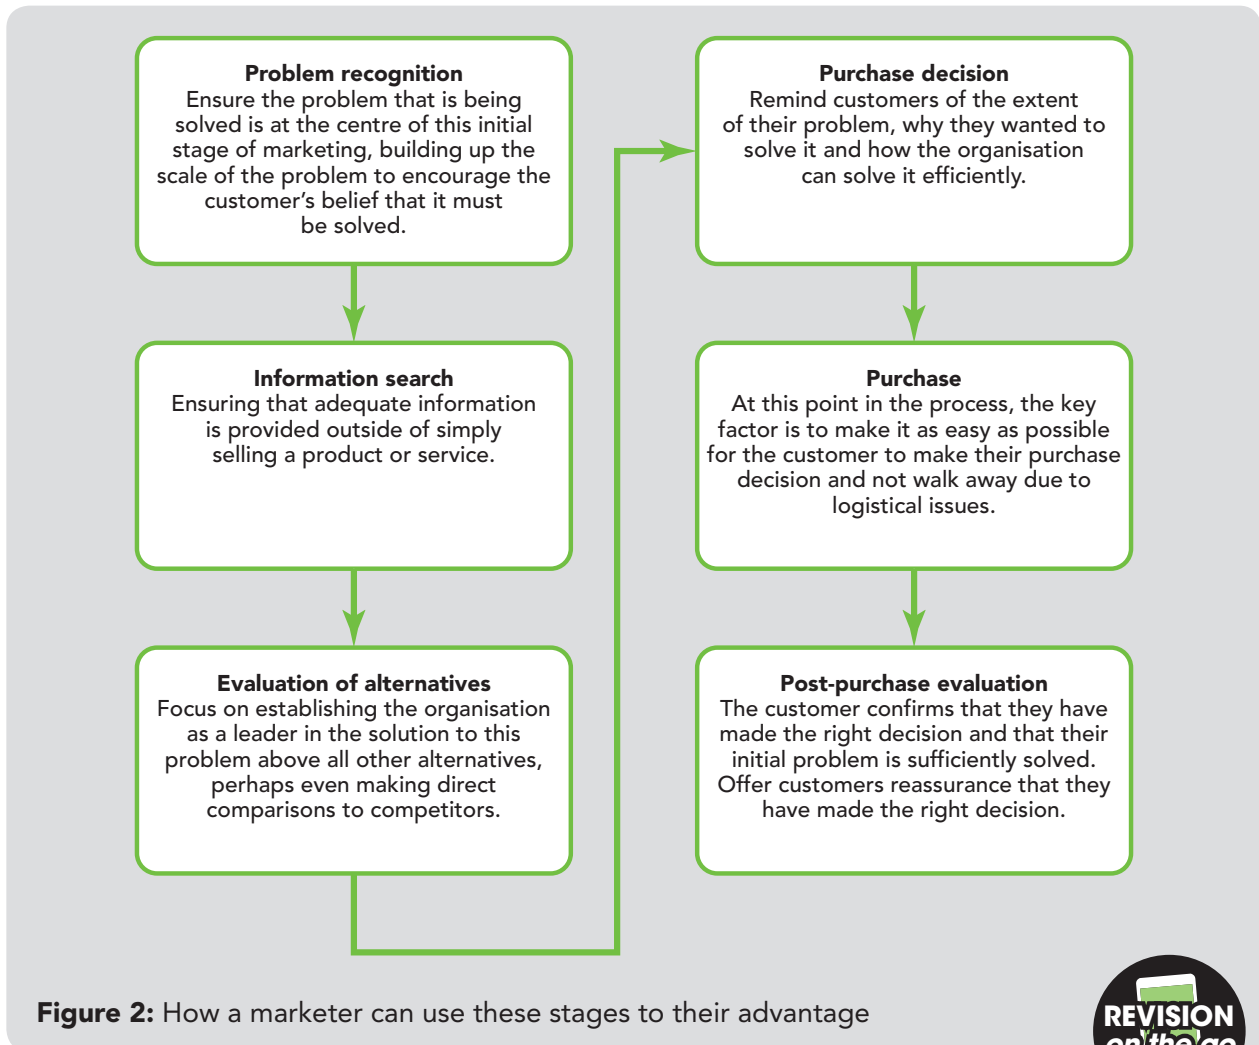 Problem recognition
Ensure the problem that is being
solved is at the centre of this initial
stage of marketing, building up the
scale of the problem to encourage the
customer's belief that it must
be solved.
Information search
Ensuring that adequate information
is provided outside of simply
selling a product or service.
Evaluation of alternatives
Focus on establishing the organisation
as a leader in the solution to this
problem above all other alternatives,
perhaps even making direct
comparisons to competitors.
Purchase decision
Remind customers of the extent
of their problem, why they wanted to
solve it and how the organisation
can solve it efficiently.
Purchase
At this point in the process, the key
factor is to make it as easy as possible
for the customer to make their purchase
decision and not walk away due to
logistical issues.
Post-purchase evaluation
The customer confirms that they have
made the right decision and that their
initial problem is sufficiently solved.
Offer customers reassurance that they
have made the right decision.
Figure 2: How a marketer can use these stages to their advantage
REVISION
on the go